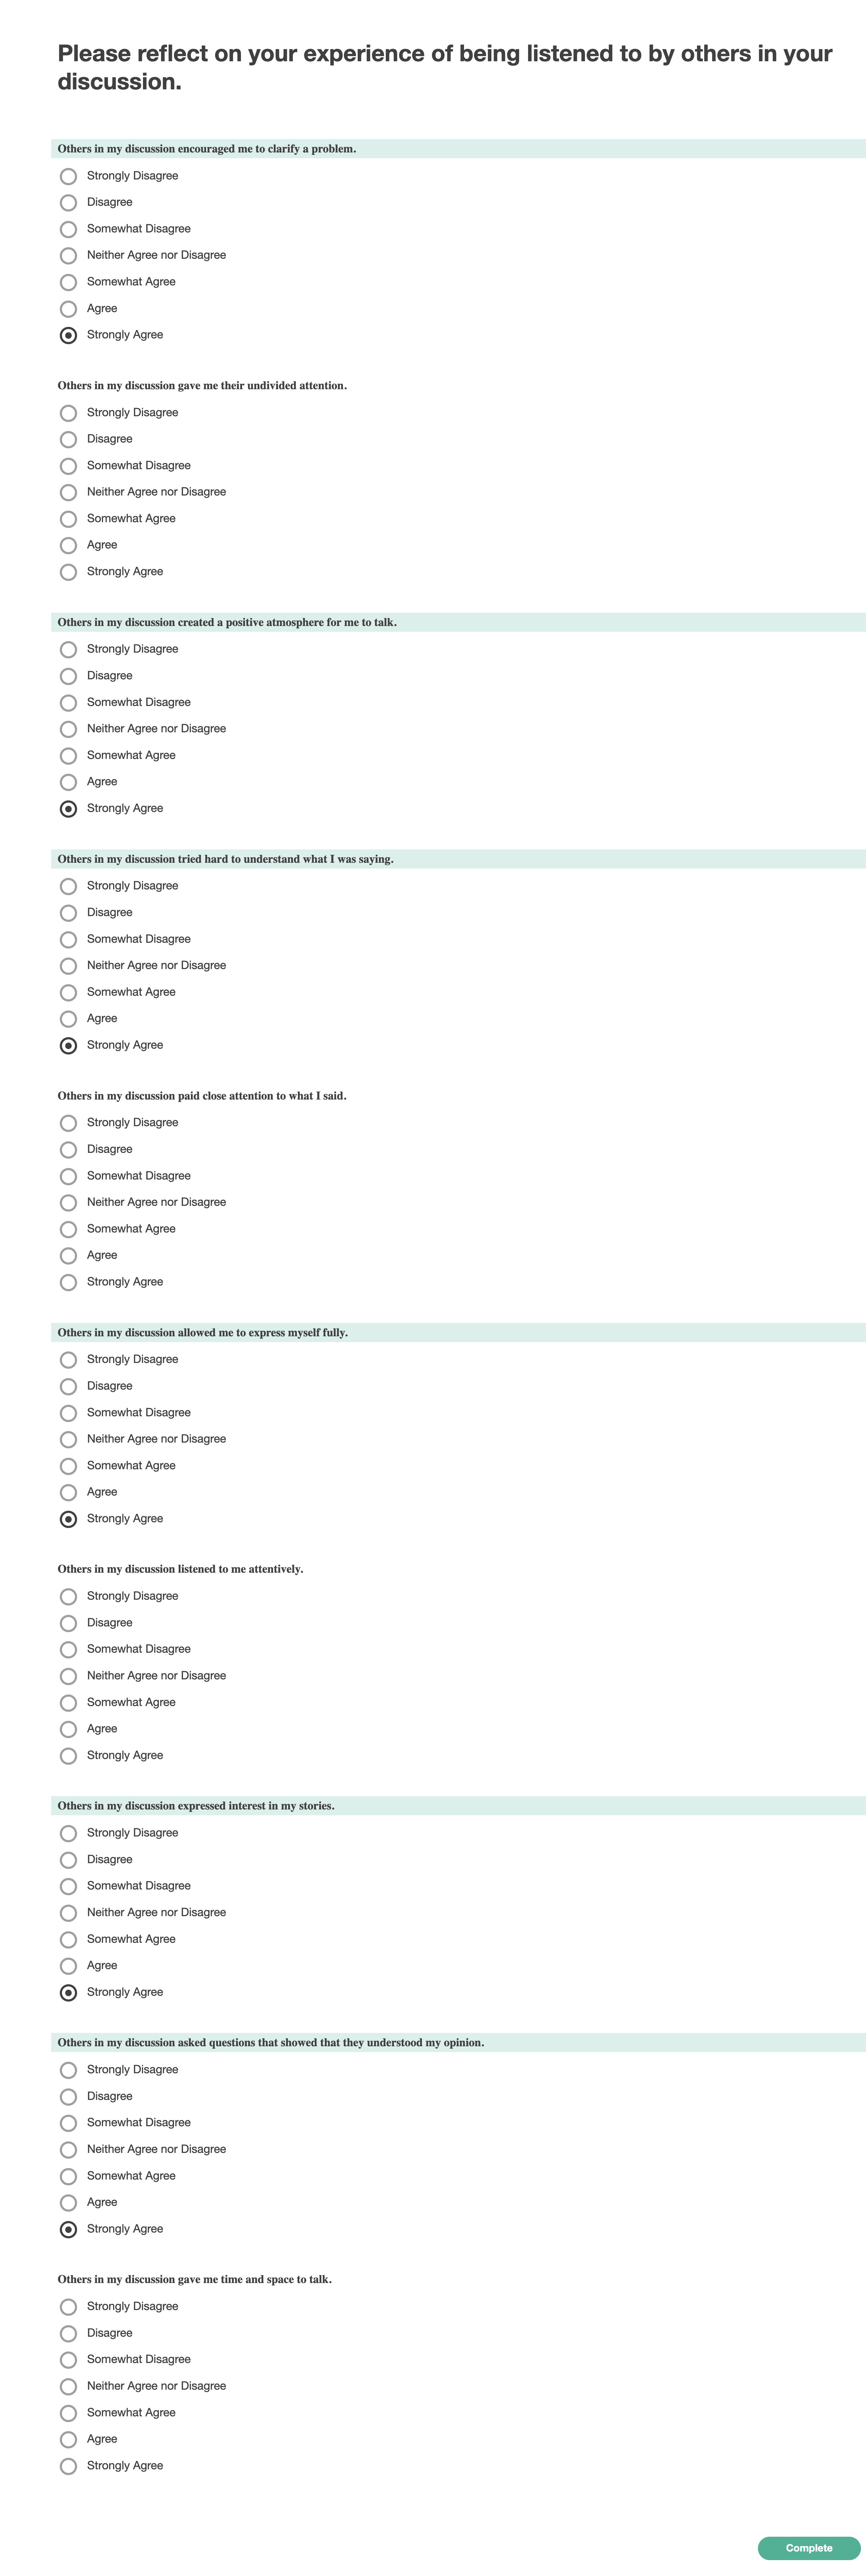 Please reflect on your experience of being listened to by others in your
discussion.
Others in my discussion encouraged me to clarify a problem.
Strongly Disagree
Disagree
Somewhat Disagree
Neither Agree nor Disagree
Somewhat Agree
Agree
Strongly Agree
Others in my discussion gave me their undivided attention.
Strongly Disagree
Disagree
Somewhat Disagree
Neither Agree nor Disagree
Somewhat Agree
Agree
Strongly Agree
Others in my discussion created a positive atmosphere for me to talk.
Strongly Disagree
Disagree
Somewhat Disagree
Neither Agree nor Disagree
Somewhat Agree
Agree
Strongly Agree
Others in my discussion tried hard to understand what I was saying.
Strongly Disagree
Disagree
Somewhat Disagree
Neither Agree nor Disagree
Somewhat Agree
Agree
Strongly Agree
Others in my discussion paid close attention to what I said.
Strongly Disagree
Disagree
Somewhat Disagree
Neither Agree nor Disagree
Somewhat Agree
Agree
Strongly Agree
Others in my discussion allowed me to express myself fully.
Strongly Disagree
Disagree
Somewhat Disagree
Neither Agree nor Disagree
Somewhat Agree
Agree
Strongly Agree
Others in my discussion listened to me attentively.
Strongly Disagree
Disagree
Somewhat Disagree
Neither Agree nor Disagree
Somewhat Agree
Agree
Strongly Agree
Others in my discussion expressed interest in my stories.
Strongly Disagree
Disagree
Somewhat Disagree
Neither Agree nor Disagree
Somewhat Agree
Agree
Strongly Agree
Others in my discussion asked questions that showed that they understood my opinion.
Strongly Disagree
Disagree
Somewhat Disagree
Neither Agree nor Disagree
Somewhat Agree
Agree
Strongly Agree
Others in my discussion gave me time and space to talk.
Strongly Disagree
Disagree
Somewhat Disagree
Neither Agree nor Disagree
Somewhat Agree
Agree
Strongly Agree
Complete